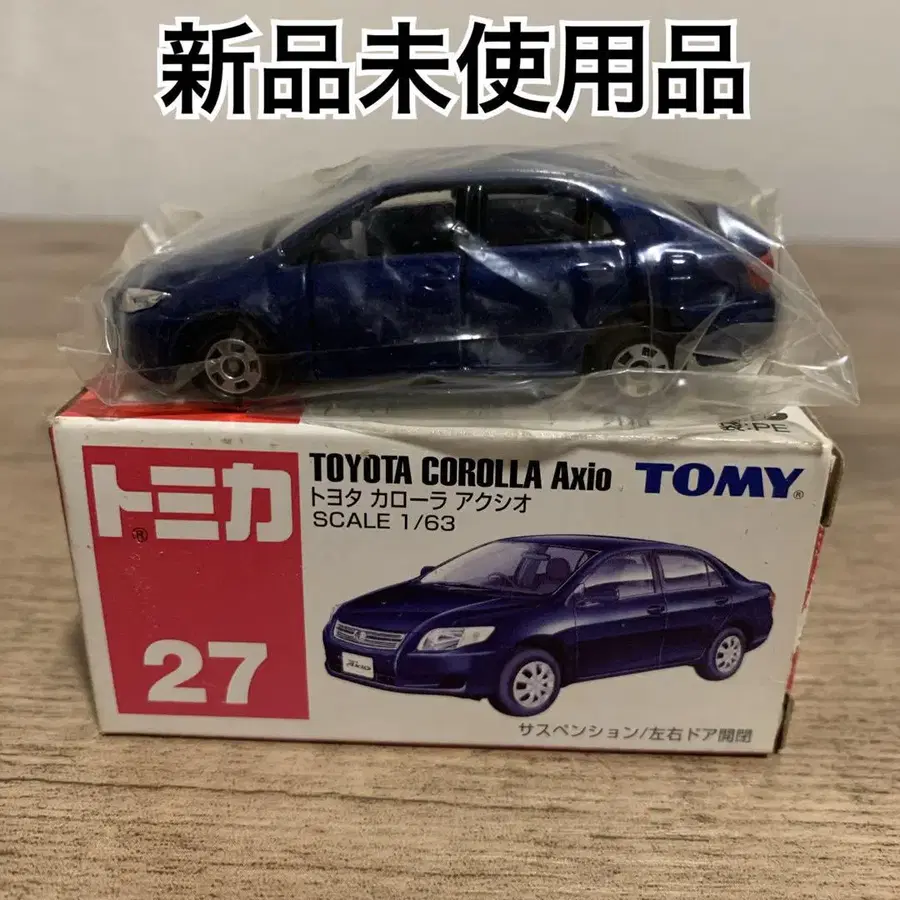 新品未使用品
トミカ®
27
TOYOTA COROLLA Axio
トヨタ カローラ アクシオ
SCALE 1/63
TOMY®
Axio
サスペンション/左右ドア開閉